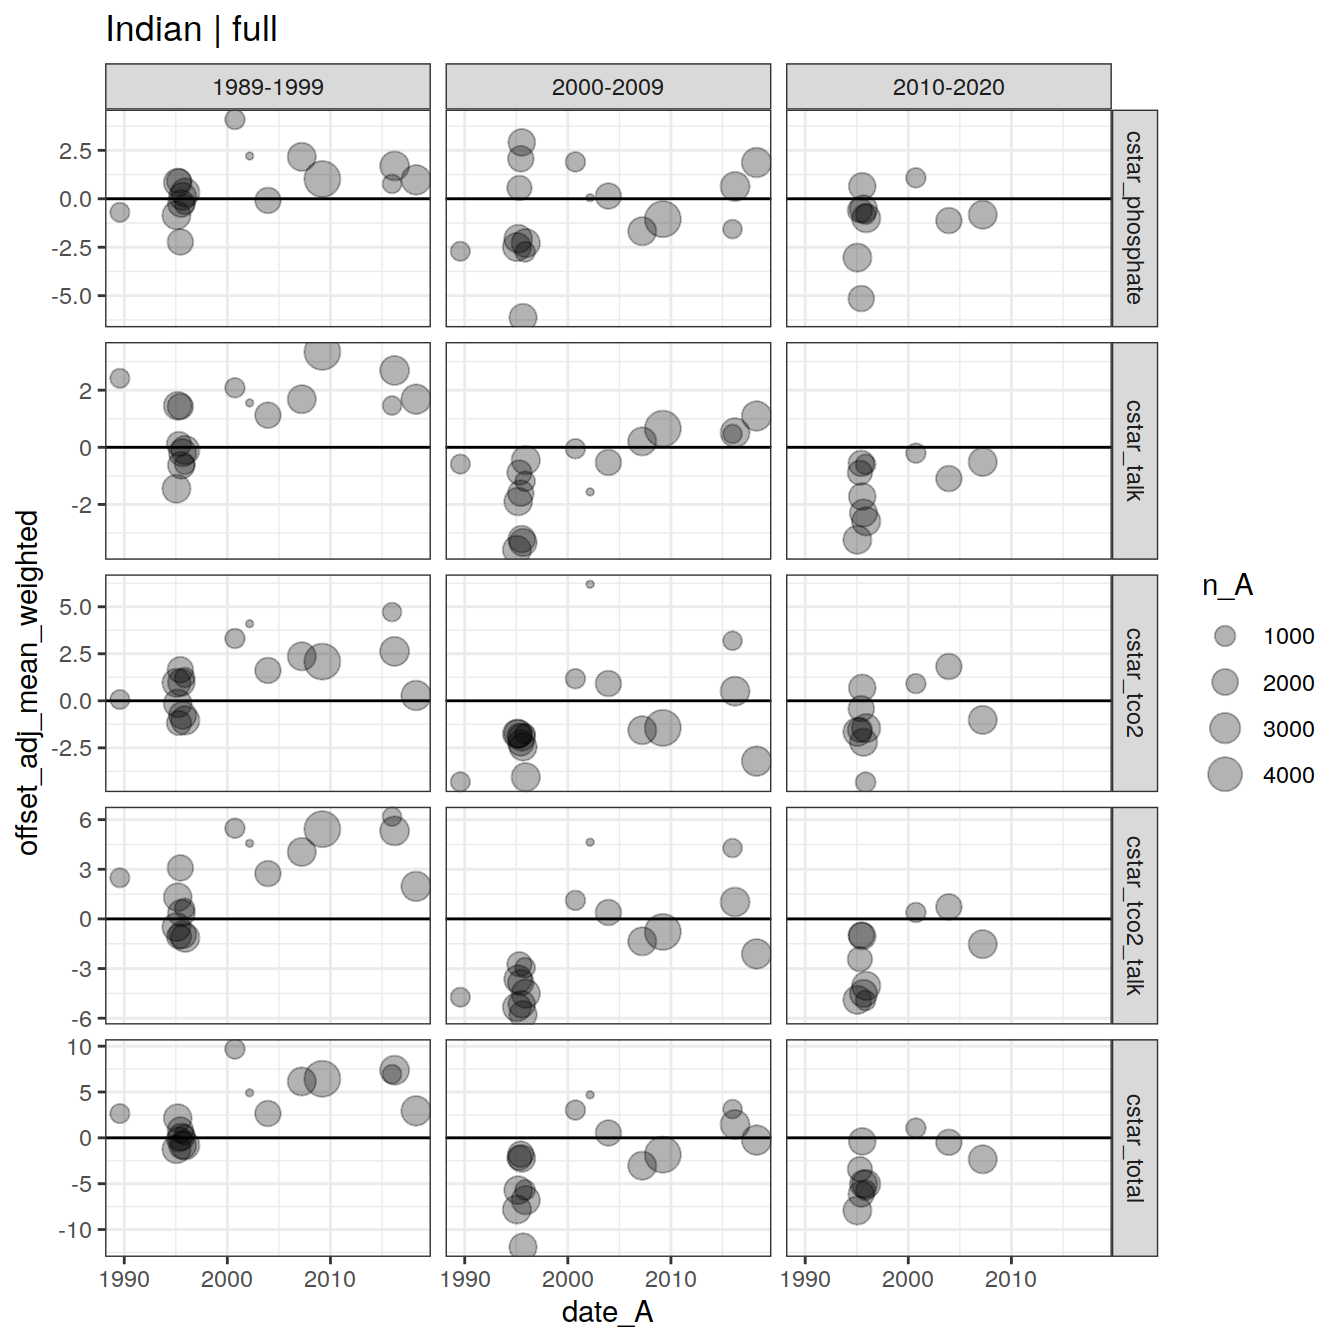 Indian | full
1989-1999
2000-2009
2010-2020
2.5
0.0
-2.5
-5.0
cstar_phosphate
2
0
-2
cstar_talk
5.0
2.5
0.0
-2.5
cstar_tco2
6
3
0
-3
-6
cstar_tco2_talk
10
5
0
-5
-10
cstar_total
offset_adj_mean_weighted
1990 2000 2010 1990 2000 2010 1990 2000 2010
date_A
n_A
1000
2000
3000
4000